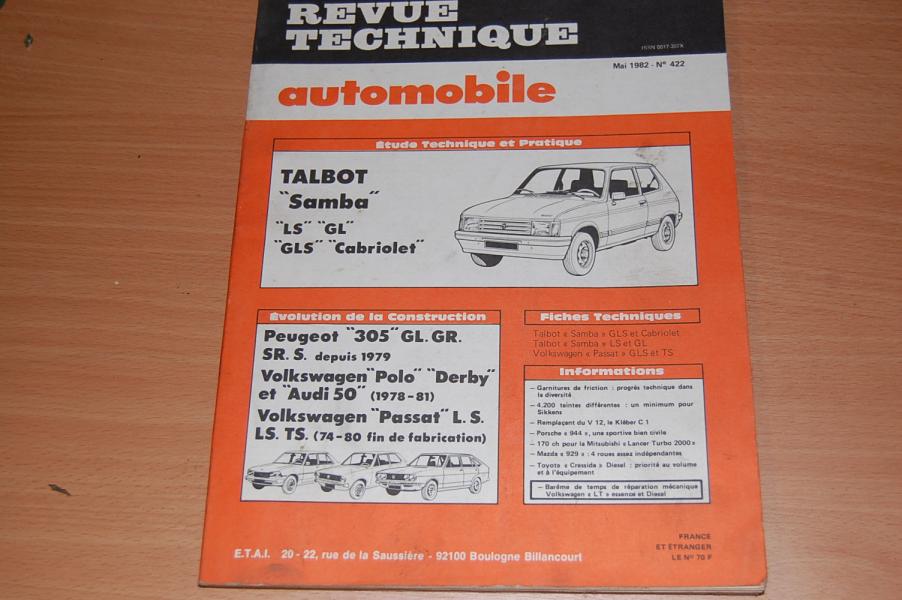 REVUE
TECHNIQUE
Mai 1982 - N° 422
automobile
Étude Technique et Pratique
TALBOT
"Samba"
"LS" "GL"
"GLS" "Cabriolet"
Évolution de la Construction
Peugeot "305" GL. GR.
SR. S. depuis 1979
Volkswagen "Polo" "Derby"
et "Audi 50" (1978-81)
Volkswagen "Passat" L. S.
LS. TS. (74-80 fin de fabrication)
Fiches Techniques
Talbot « Samba » GLS et Cabriolet
Talbot « Samba » LS et GL
Volkswagen « Passat » GLS et TS
Informations
— Garnitures de friction : progrès technique dans
la diversité
— 4.200 teintes différentes : un minimum pour
Sikkens
— Remplaçant du V 12, le Kléber C 1
— Porsche « 944 », une sportive bien civile
— 170 ch pour la Mitsubishi « Lancer Turbo 2000 »
— Mazda « 929 » : 4 roues assez indépendantes
— Toyota « Cressida » Diesel : priorité au volume
et à l'équipement
— Barême de temps de réparation mécanique
Volkswagen « LT » essence et Diesel
E.T.A.I. 20 - 22, rue de la Saussière - 92100 Boulogne Billancourt
FRANCE
ET ÉTRANGER
LE N° 70 F